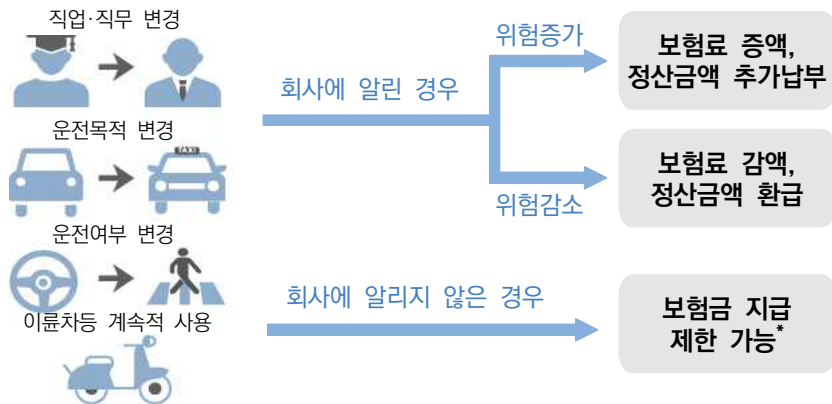 직업·직무 변경
운전목적 변경
TAXI
운전여부 변경
이륜차등 계속적 사용
회사에 알린 경우
위험증가
보험료 증액,
정산금액 추가납부
위험감소
보험료 감액,
정산금액 환급
회사에 알리지 않은 경우
보험금 지급
제한 가능*